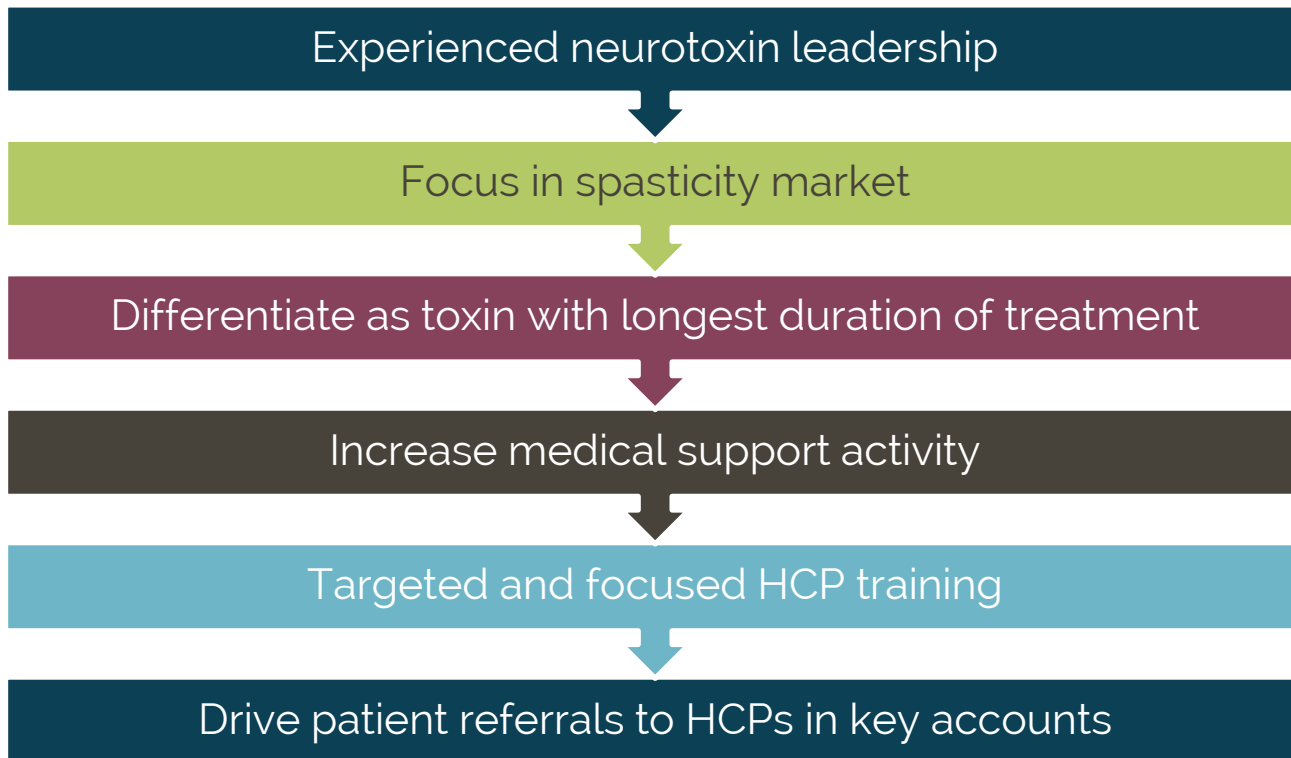 Experienced neurotoxin leadership
Focus in spasticity market
Differentiate as toxin with longest duration of treatment
Increase medical support activity
Targeted and focused HCP training
Drive patient referrals to HCPs in key accounts